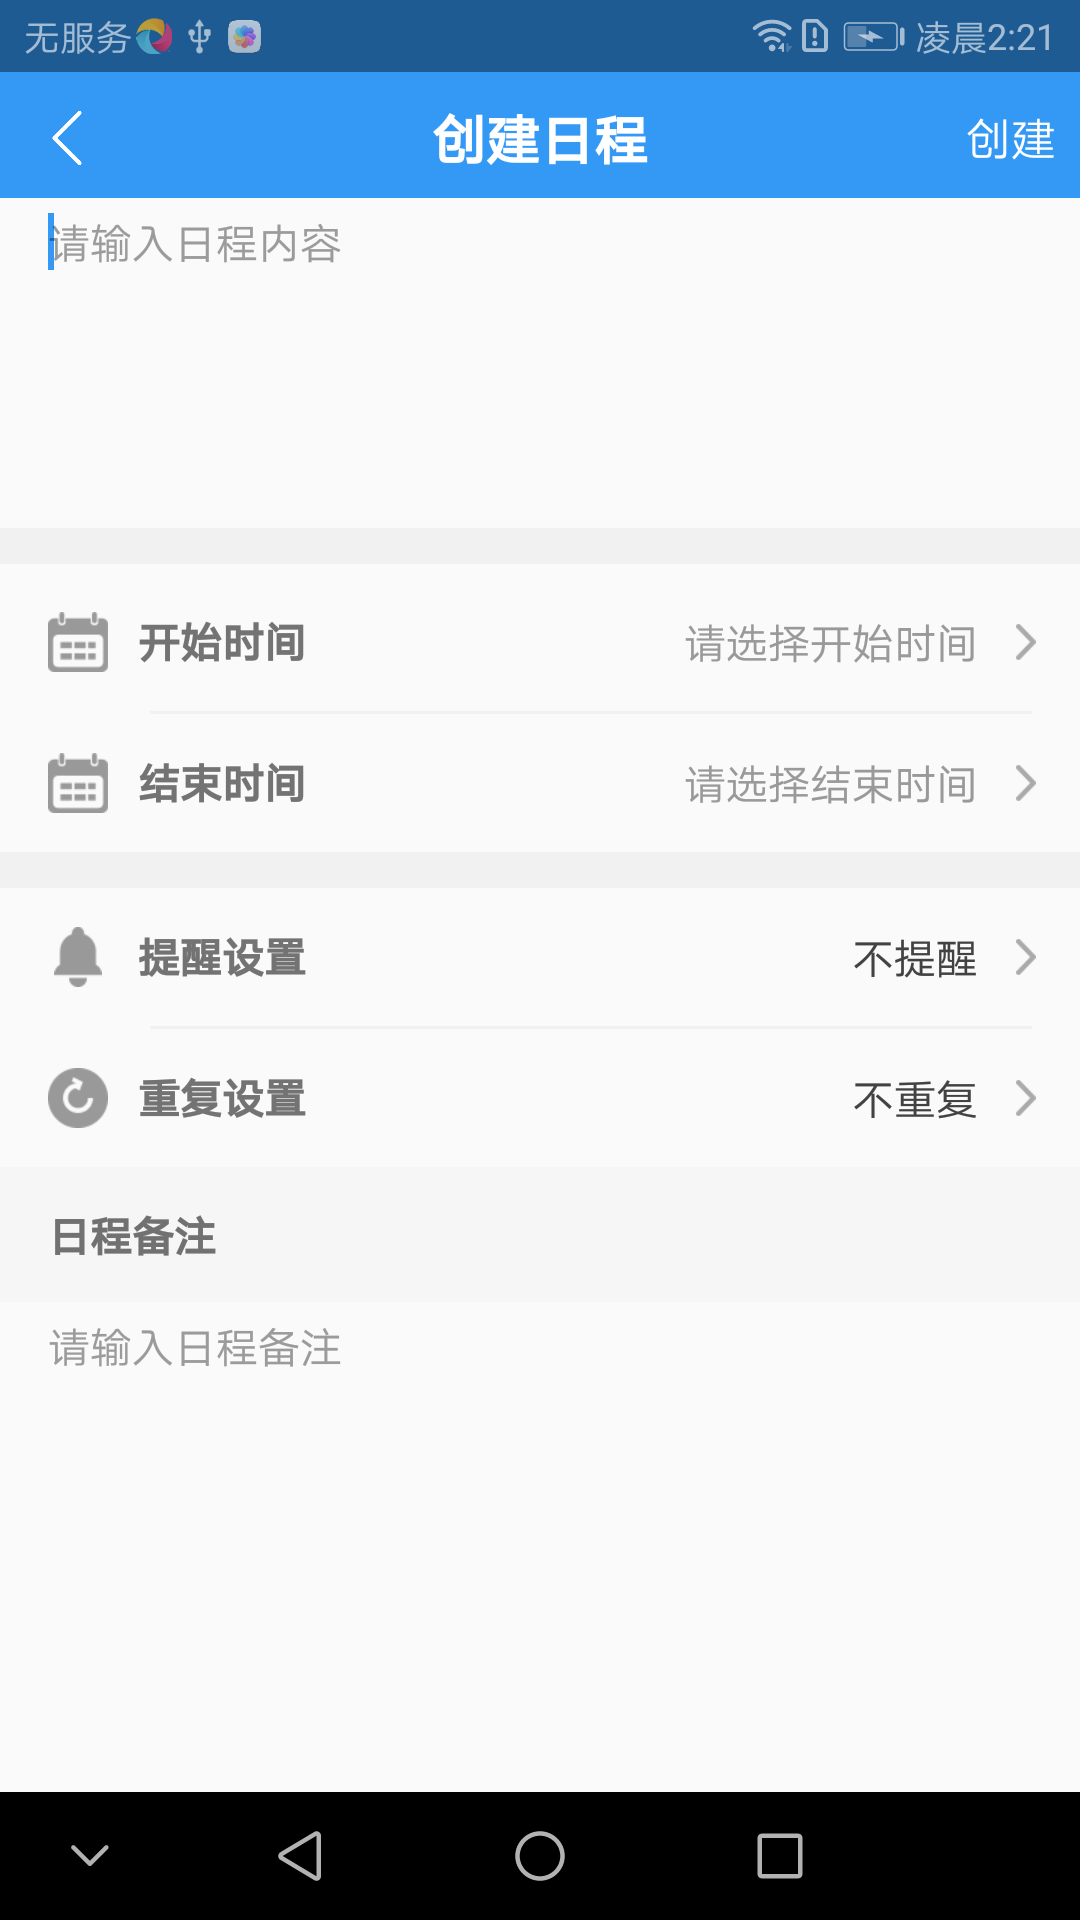 无服务 凌晨2:21
创建日程 创建
请输入日程内容
开始时间 请选择开始时间
结束时间 请选择结束时间
提醒设置 不提醒
重复设置 不重复
日程备注
请输入日程备注